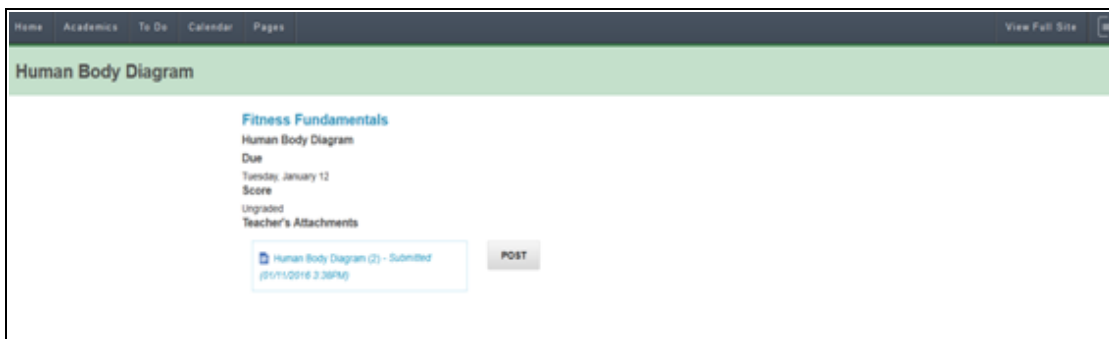 Home Academics To Do Calendar Pages View Full Site
Human Body Diagram
Fitness Fundamentals
Human Body Diagram
Due
Tuesday, January 12
Score
Ungraded
Teacher's Attachments
Human Body Diagram (2) - Submitted
(01/11/2016 3:38PM)
POST